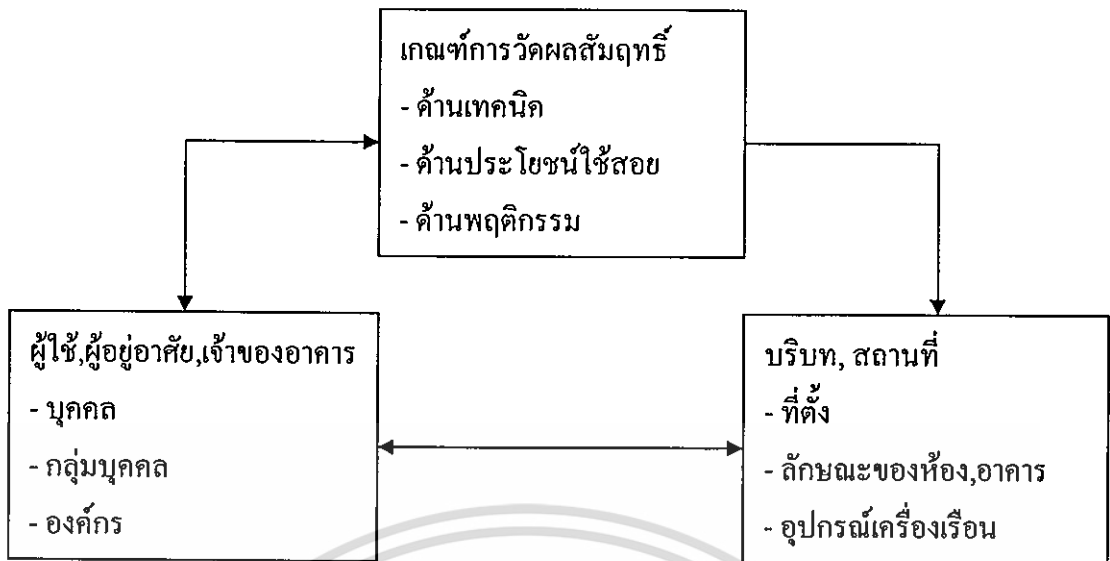 เกณฑ์การวัดผลสัมฤทธิ์
- ด้านเทคนิค
- ด้านประโยชน์ใช้สอย
- ด้านพฤติกรรม
ผู้ใช้,ผู้อยู่อาศัย,เจ้าของอาคาร
- บุคคล
- กลุ่มบุคคล
- องค์กร
บริบท, สถานที่
- ที่ตั้ง
- ลักษณะของห้อง,อาคาร
- อุปกรณ์เครื่องเรือน